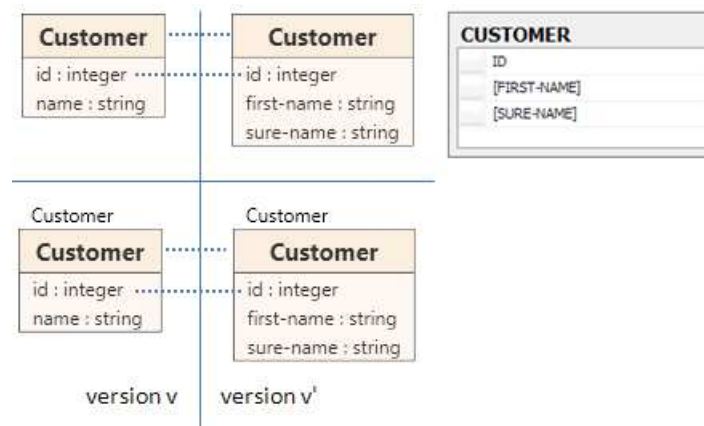 Customer
id : integer
name : string
Customer
id : integer
first-name : string
sure-name : string
CUSTOMER
ID
[FIRST-NAME]
[SURE-NAME]
Customer
Customer
id : integer
name : string
Customer
Customer
id : integer
first-name : string
sure-name : string
version v
version v'